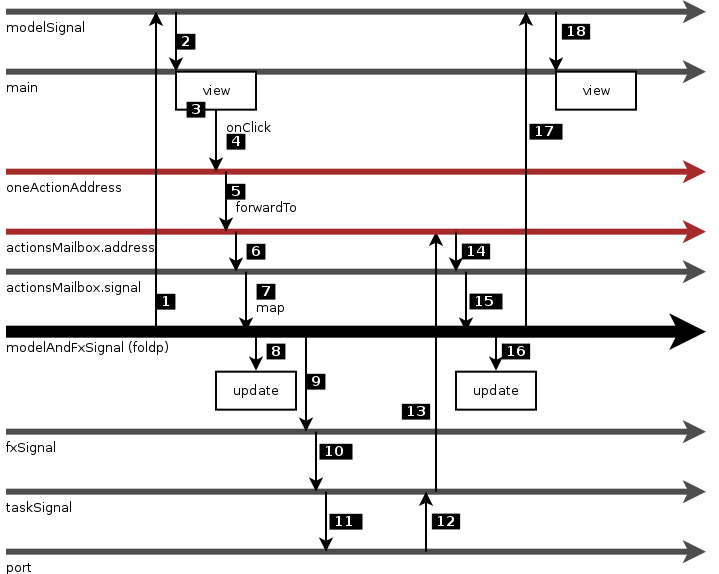 modelSignal
2
18
main
view
view
3
onClick
4
17
oneActionAddress
5
forwardTo
actionsMailbox.address
6
14
actionsMailbox.signal
7
1
15
map
modelAndFxSignal (foldp)
8
16
9
update
update
13
fxSignal
10
taskSignal
11
12
port